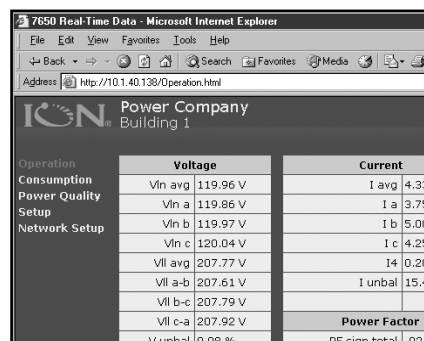 7650 Real-Time Data - Microsoft Internet Explorer
File Edit View Favorites Tools Help
Back Search Favorites Media
Address http://10.1.40.138/Operation.html
ION Power Company
Building 1
Operation
Consumption
Power Quality
Setup
Network Setup
Voltage
Vln avg 119.96 V
Vln a 119.86 V
Vln b 119.97 V
Vln c 120.04 V
Vll avg 207.77 V
Vll a-b 207.61 V
Vll b-c 207.79 V
Vll c-a 207.92 V
V unbal 0.08 %
Current
I avg
I a
I b
I c
I4
I unbal
Power Factor
PF sign total